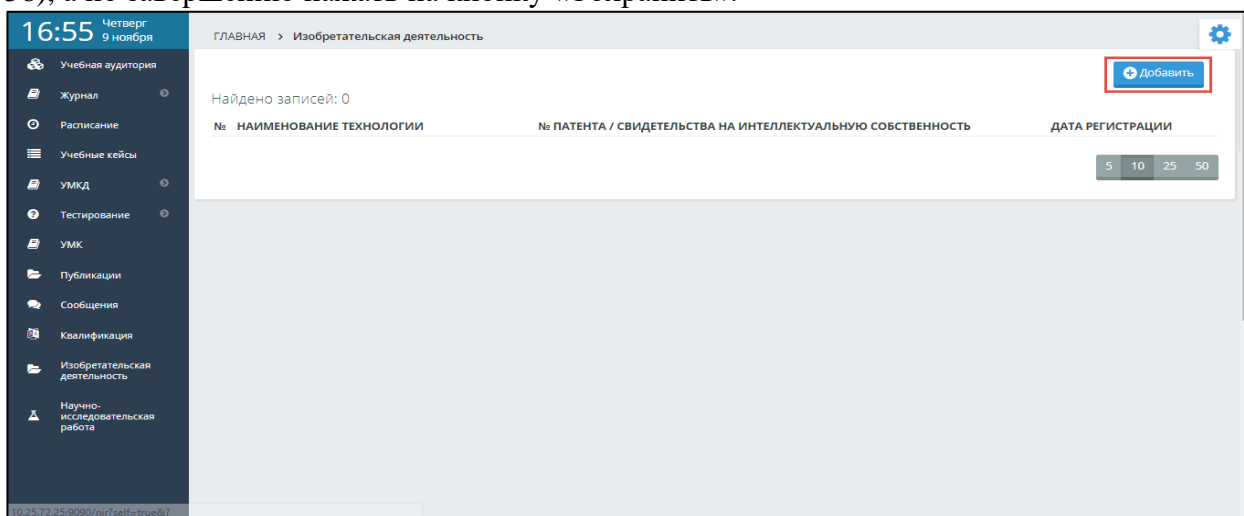 16:55 Четверг
9 ноября
ГЛАВНАЯ > Изобретательская деятельность
Учебная аудитория
Добавить
Журнал
Найдено записей: 0
Расписание
№ НАИМЕНОВАНИЕ ТЕХНОЛОГИИ № ПАТЕНТА / СВИДЕТЕЛЬСТВА НА ИНТЕЛЛЕКТУАЛЬНУЮ СОБСТВЕННОСТЬ ДАТА РЕГИСТРАЦИИ
Учебные кейсы
5 10 25 50
УМКД
Тестирование
УМК
Публикации
Сообщения
Квалификация
Изобретательская
деятельность
Научно-
исследовательская
работа
10.25.72.25:9090/nir?self=true&?